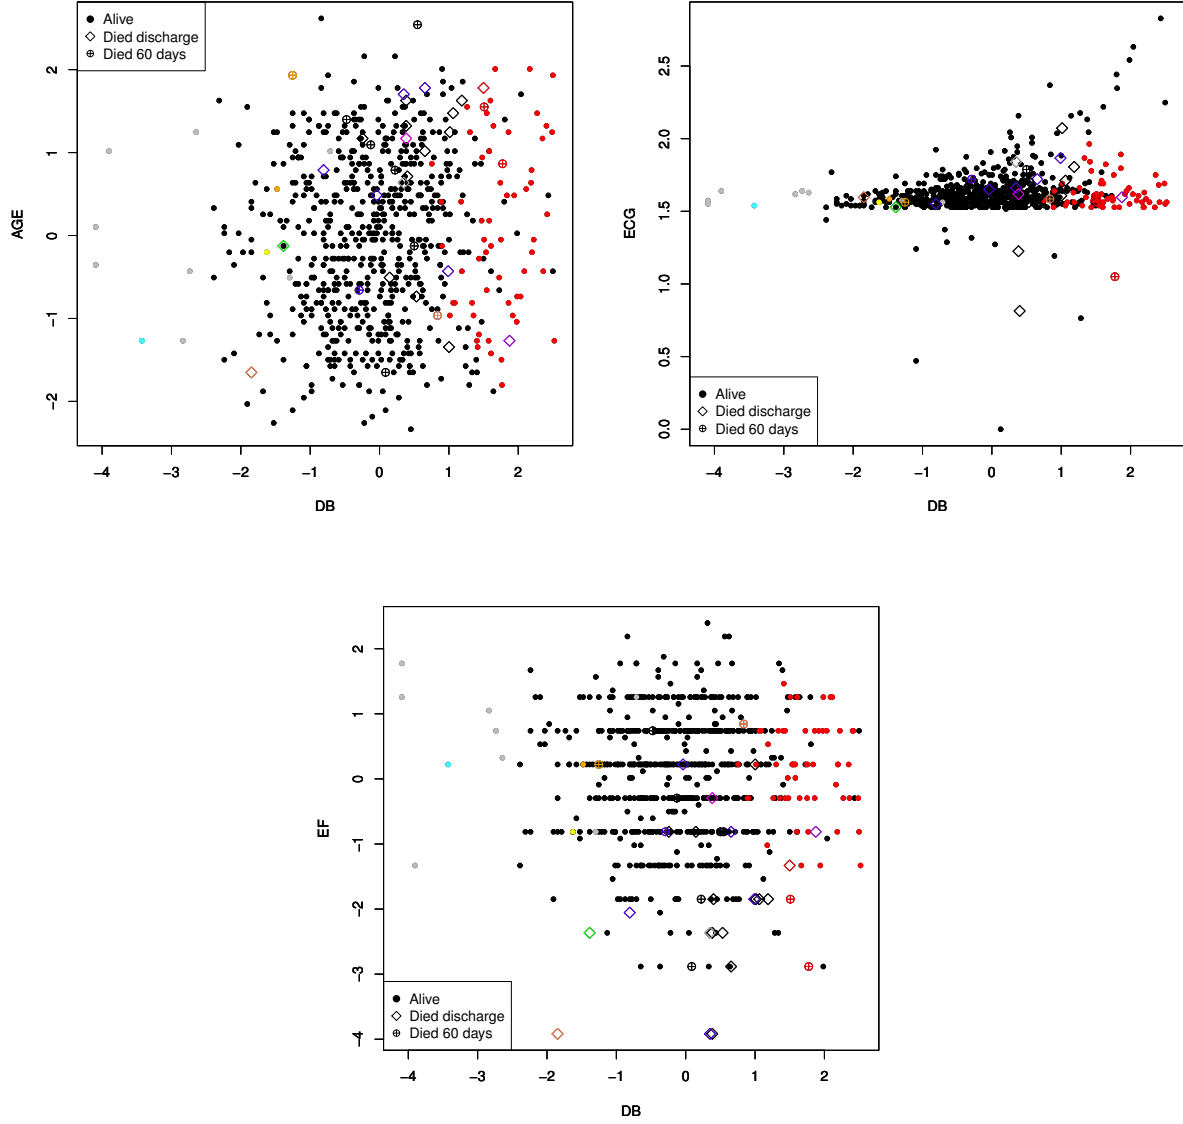 Alive
Died discharge
Died 60 days
2
1
0
−1
−2
AGE
−4 −3 −2 −1 0 1 2
DB
2.5
2.0
1.5
1.0
0.5
0.0
ECG
Alive
Died discharge
Died 60 days
−4 −3 −2 −1 0 1 2
DB
2
1
0
−1
−2
−3
−4
EF
Alive
Died discharge
Died 60 days
−4 −3 −2 −1 0 1 2
DB